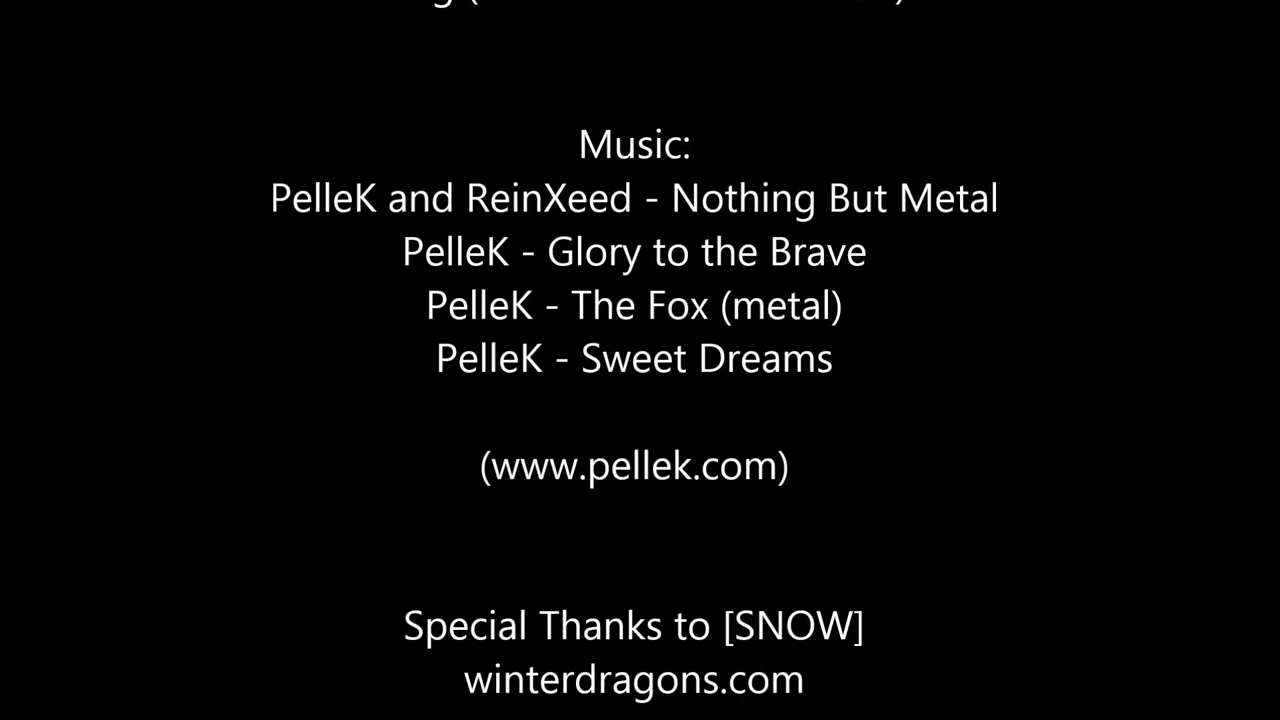 Music:
PelleK and ReinXeed - Nothing But Metal
PelleK - Glory to the Brave
PelleK - The Fox (metal)
PelleK - Sweet Dreams
(www.pellek.com)
Special Thanks to [SNOW]
winterdragons.com